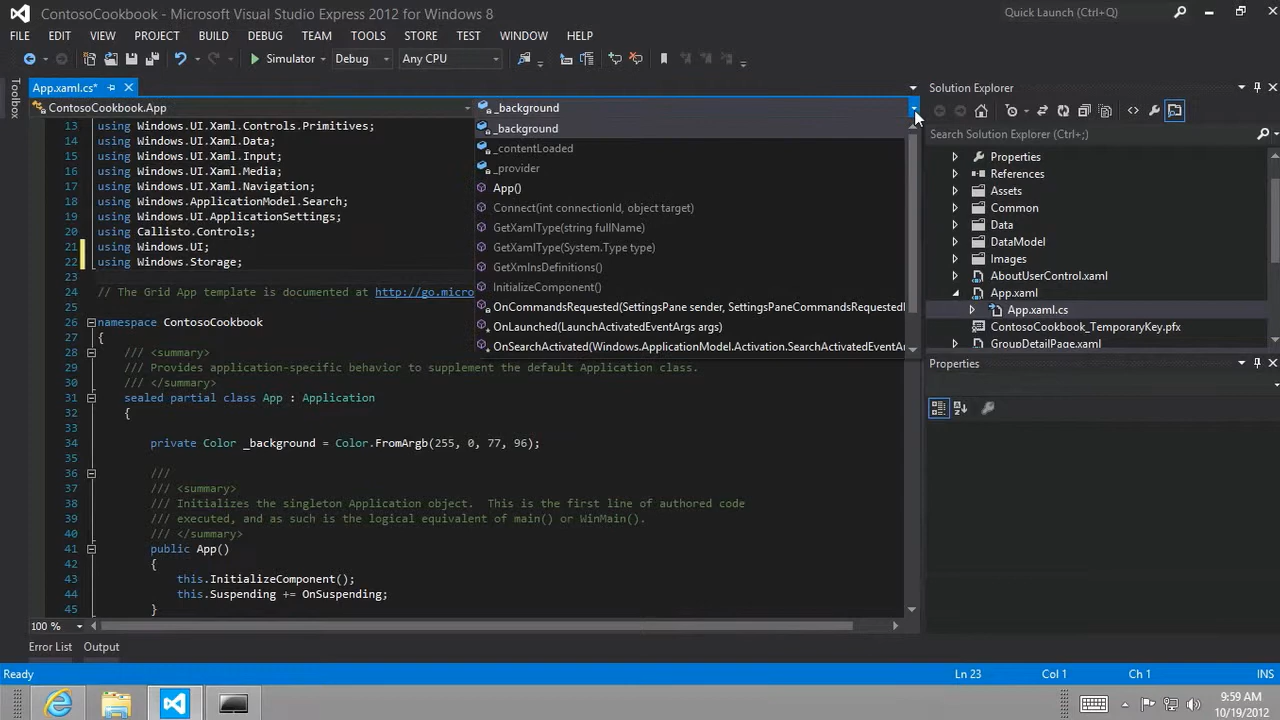 ContosoCookbook - Microsoft Visual Studio Express 2012 for Windows 8
Quick Launch (Ctrl+Q)
FILE EDIT VIEW PROJECT BUILD DEBUG TEAM TOOLS STORE TEST WINDOW HELP
Simulator Debug Any CPU
Toolbox
App.xaml.cs*
ContosoCookbook.App
_background
_background
_contentLoaded
_provider
App()
Connect(int connectionId, object target)
GetXamlType(string fullName)
GetXamlType(System.Type type)
GetXmlnsDefinitions()
InitializeComponent()
OnCommandsRequested(SettingsPane sender, SettingsPaneCommandsRequestedE
OnLaunched(LaunchActivatedEventArgs args)
OnSearchActivated(Windows.ApplicationModel.Activation.SearchActivatedEventAr
13 using Windows.UI.Xaml.Controls.Primitives;
14 using Windows.UI.Xaml.Data;
15 using Windows.UI.Xaml.Input;
16 using Windows.UI.Xaml.Media;
17 using Windows.UI.Xaml.Navigation;
18 using Windows.ApplicationModel.Search;
19 using Windows.UI.ApplicationSettings;
20 using Callisto.Controls;
21 using Windows.UI;
22 using Windows.Storage;
23
24 // The Grid App template is documented at http://go.micro
25
26 namespace ContosoCookbook
27 {
28 /// <summary>
29 /// Provides application-specific behavior to supplement the default Application class.
30 /// </summary>
31 sealed partial class App : Application
32 {
33
34 private Color _background = Color.FromArgb(255, 0, 77, 96);
35
36 ///
37 /// <summary>
38 /// Initializes the singleton Application object.  This is the first line of authored code
39 /// executed, and as such is the logical equivalent of main() or WinMain().
40 /// </summary>
41 public App()
42 {
43 this.InitializeComponent();
44 this.Suspending += OnSuspending;
45 }
100 %
Solution Explorer
Search Solution Explorer (Ctrl+;)
Properties
References
Assets
Common
Data
DataModel
Images
AboutUserControl.xaml
App.xaml
App.xaml.cs
ContosoCookbook_TemporaryKey.pfx
GroupDetailPage.xaml
Properties
Error List Output
Ready Ln 23 Col 1 Ch 1 INS
9:59 AM
10/19/2012